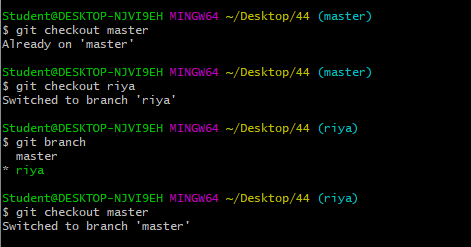 Student@DESKTOP-NJVI9EH MINGW64 ~/Desktop/44 (master)
$ git checkout master
Already on 'master'
Student@DESKTOP-NJVI9EH MINGW64 ~/Desktop/44 (master)
$ git checkout riya
Switched to branch 'riya'
Student@DESKTOP-NJVI9EH MINGW64 ~/Desktop/44 (riya)
$ git branch
  master
* riya
Student@DESKTOP-NJVI9EH MINGW64 ~/Desktop/44 (riya)
$ git checkout master
Switched to branch 'master'